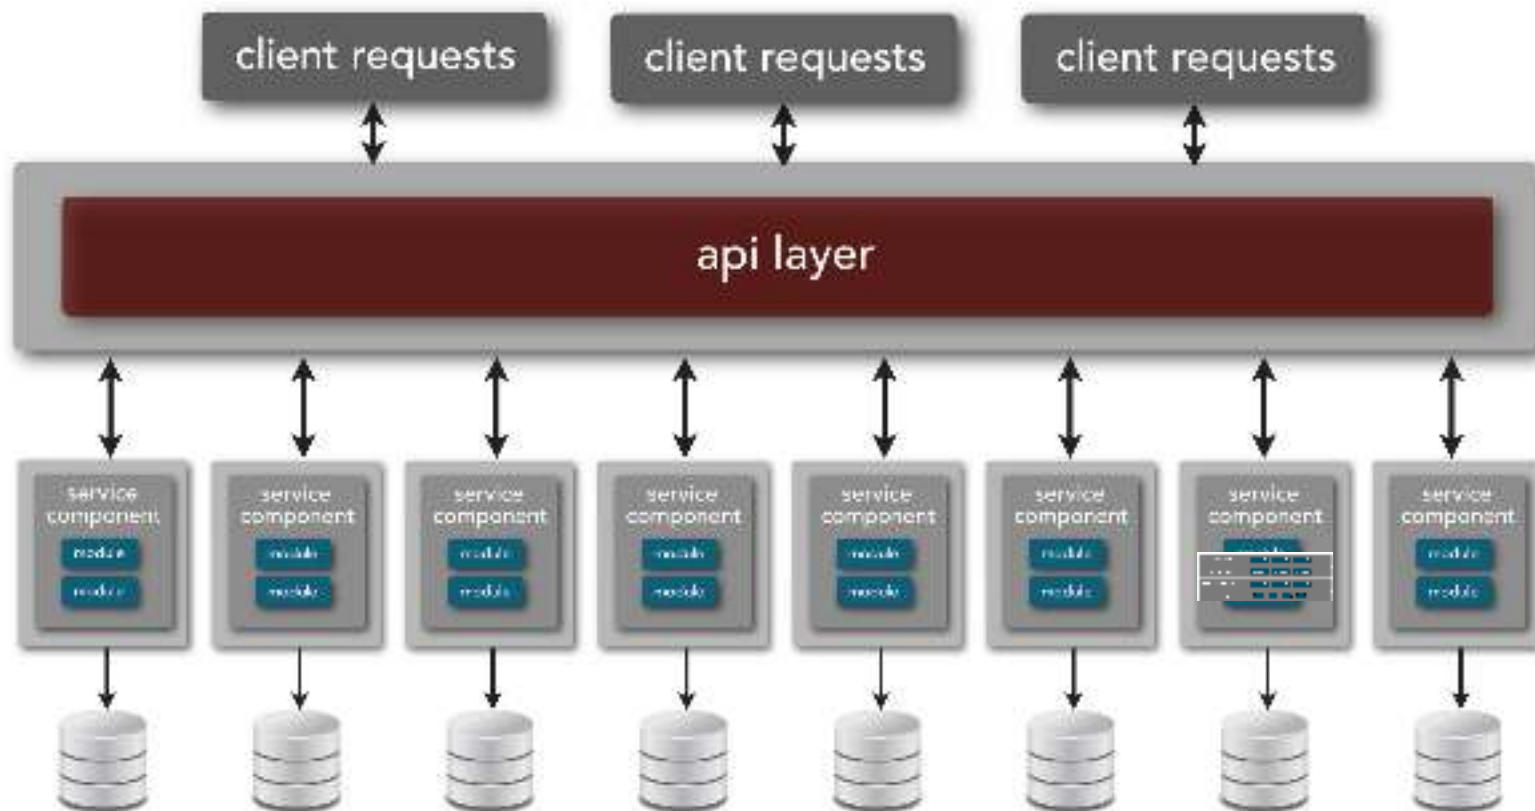 client requests
client requests
client requests
api layer
service
component
module
module
service
component
module
module
service
component
module
module
service
component
module
module
service
component
module
module
service
component
module
module
service
component
service
component
module
module